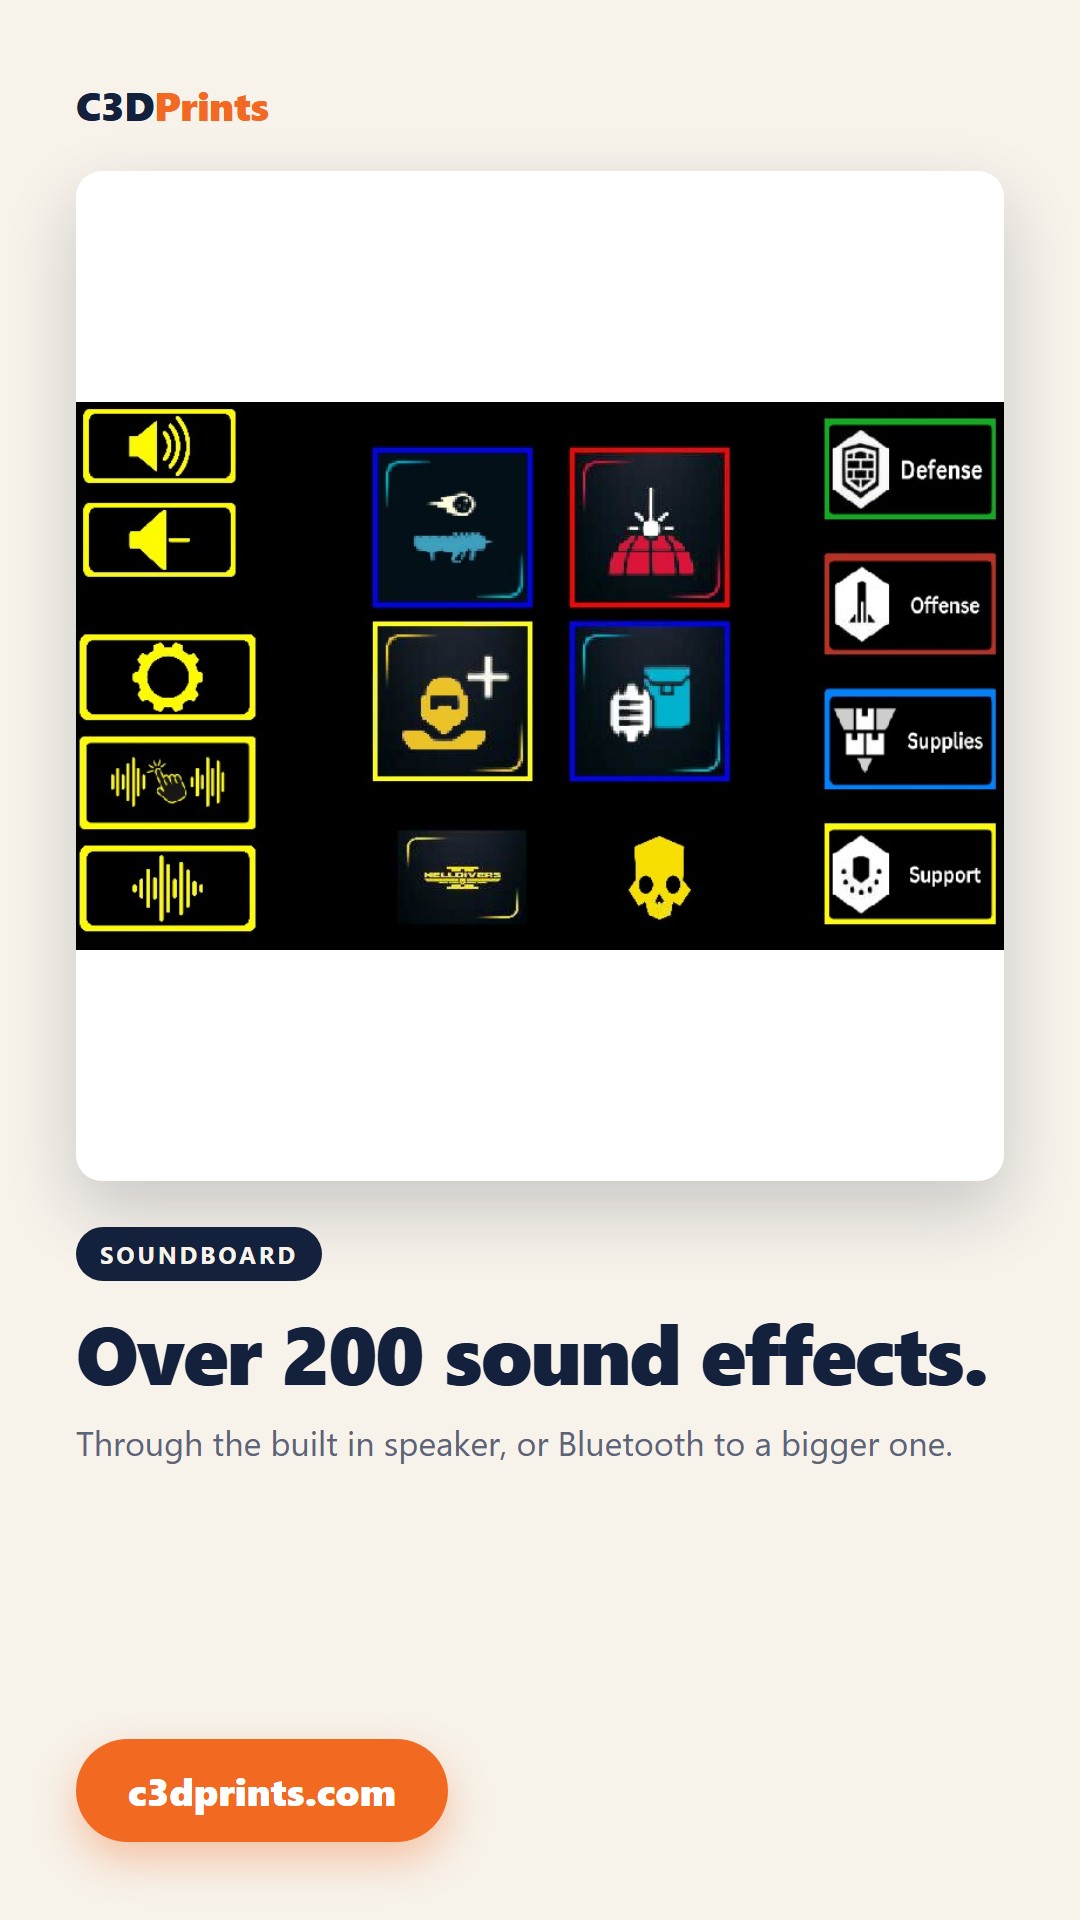 C3DPrints
Defense
Offense
Supplies
Support
HELLDIVERS
SOUNDBOARD
Over 200 sound effects.
Through the built in speaker, or Bluetooth to a bigger one.
c3dprints.com